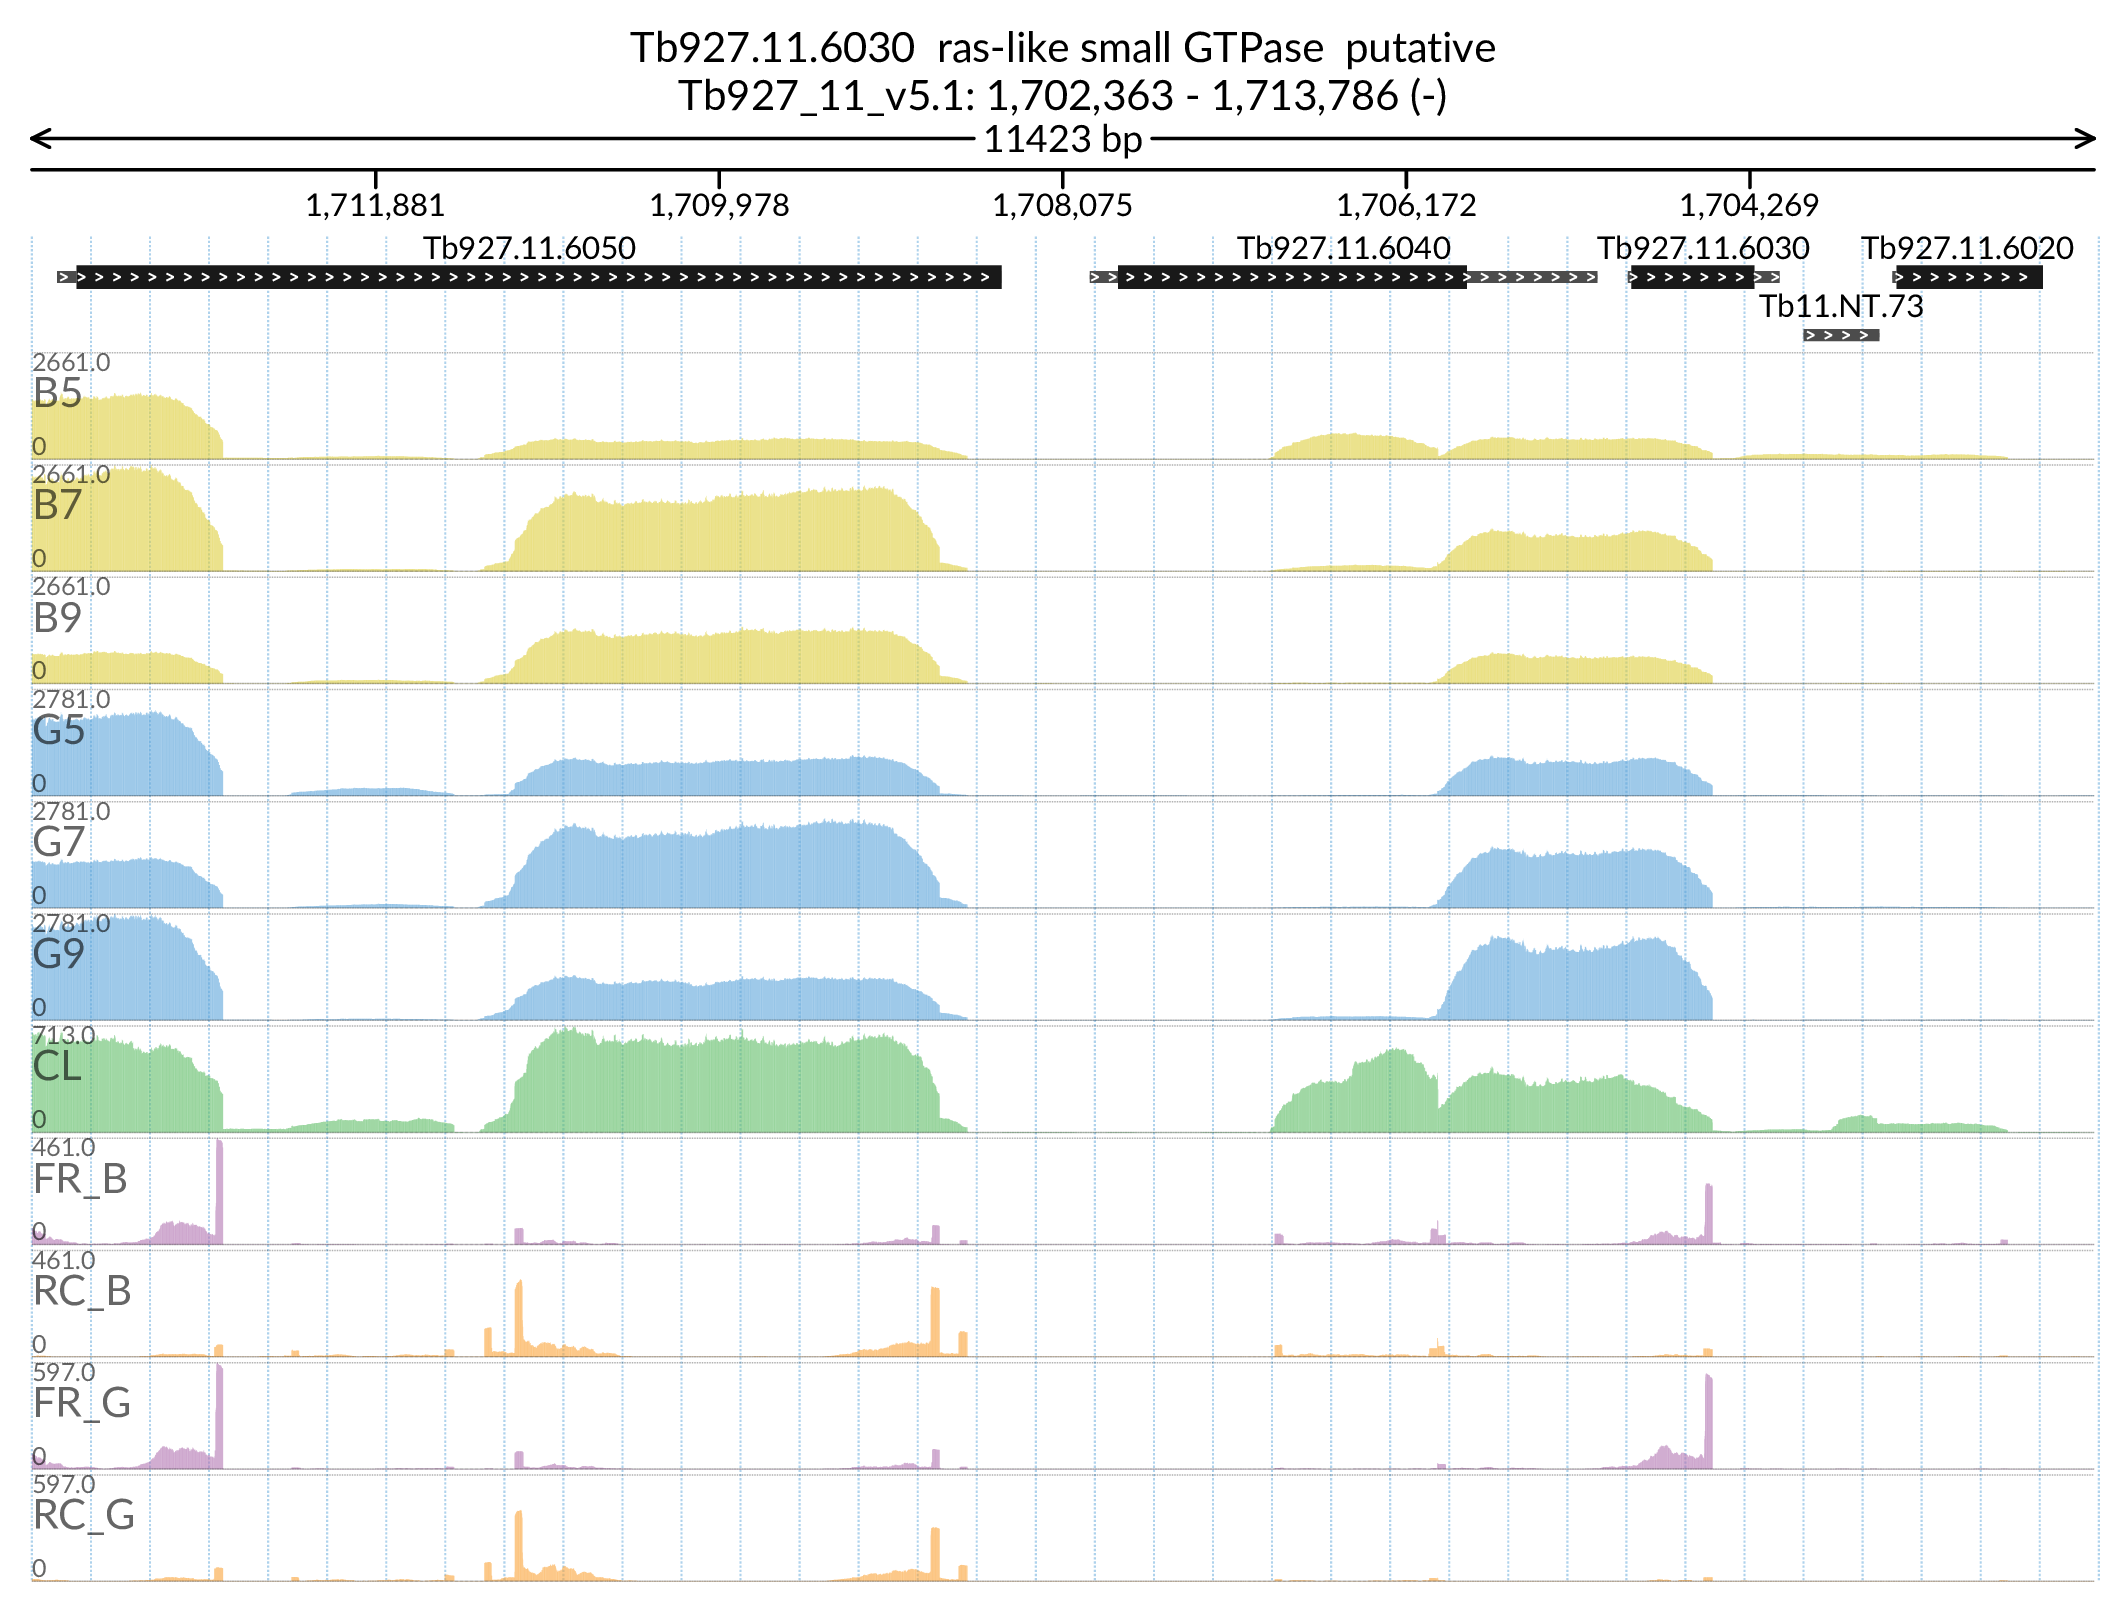 Tb927.11.6030  ras-like small GTPase  putative
Tb927_11_v5.1: 1,702,363 - 1,713,786 (-)
11423 bp
1,711,881 1,709,978 1,708,075 1,706,172 1,704,269
Tb927.11.6050 Tb927.11.6040 Tb927.11.6030 Tb927.11.6020
Tb11.NT.73
2661.0
B5
0
2661.0
B7
0
2661.0
B9
0
2781.0
G5
0
2781.0
G7
0
2781.0
G9
0
713.0
CL
0
461.0
FR_B
0
461.0
RC_B
0
597.0
FR_G
0
597.0
RC_G
0